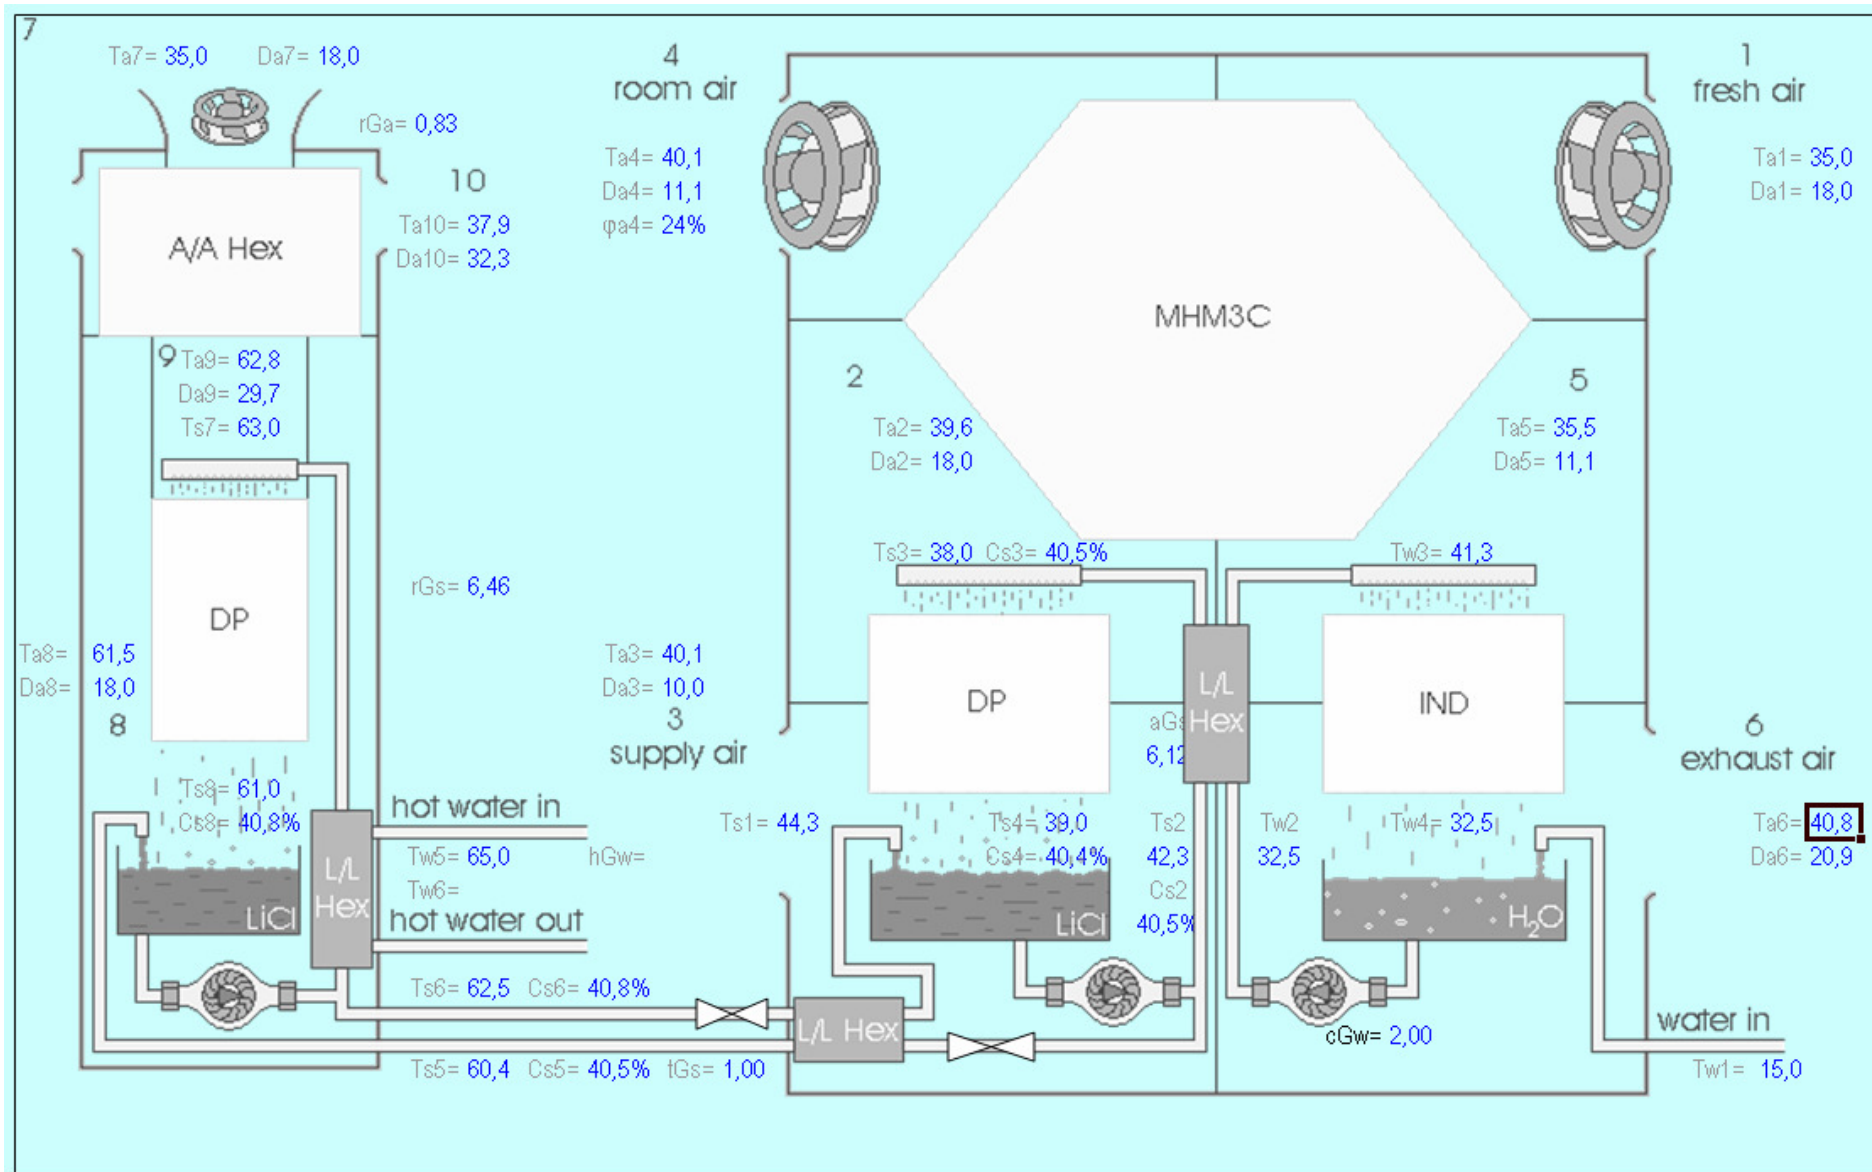 7
Ta7= 35,0 Da7= 18,0
rGa= 0,83
A/A Hex
10
Ta10= 37,9
Da10= 32,3
9 Ta9= 62,8
Da9= 29,7
Ts7= 63,0
DP
rGs= 6,46
Ta8= 61,5
Da8= 18,0
8
Ts8= 61,0
Cs8= 40,8%
LiCl
L/L
Hex
hot water in
Tw5= 65,0 hGw=
Tw6=
hot water out
Ts6= 62,5 Cs6= 40,8%
Ts5= 60,4 Cs5= 40,5% tGs= 1,00
4
room air
Ta4= 40,1
Da4= 11,1
φa4= 24%
1
fresh air
Ta1= 35,0
Da1= 18,0
MHM3C
2
Ta2= 39,6
Da2= 18,0
5
Ta5= 35,5
Da5= 11,1
Ts3= 38,0 Cs3= 40,5%
Tw3= 41,3
Ta3= 40,1
Da3= 10,0
3
supply air
DP
L/L
Hex
aGs
6,12
IND
6
exhaust air
Ta6= 40,8
Da6= 20,9
Ts1= 44,3
Ts4= 39,0
Cs4= 40,4%
Ts2
42,3
Cs2
40,5%
Tw2
32,5
Tw4= 32,5
LiCl
H₂O
L/L Hex
cGw= 2,00
water in
Tw1= 15,0